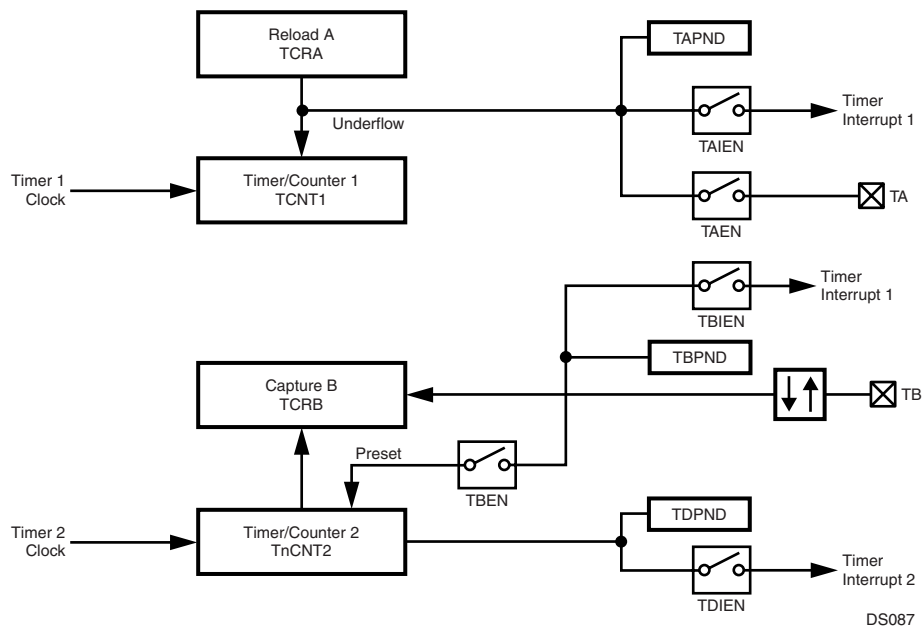 Reload A
TCRA
TAPND
Underflow
Timer
Interrupt 1
TAIEN
Timer 1
Clock
Timer/Counter 1
TCNT1
TA
TAEN
Timer
Interrupt 1
TBIEN
TBPND
Capture B
TCRB
TB
Preset
TBEN
TDPND
Timer 2
Clock
Timer/Counter 2
TnCNT2
Timer
Interrupt 2
TDIEN
DS087